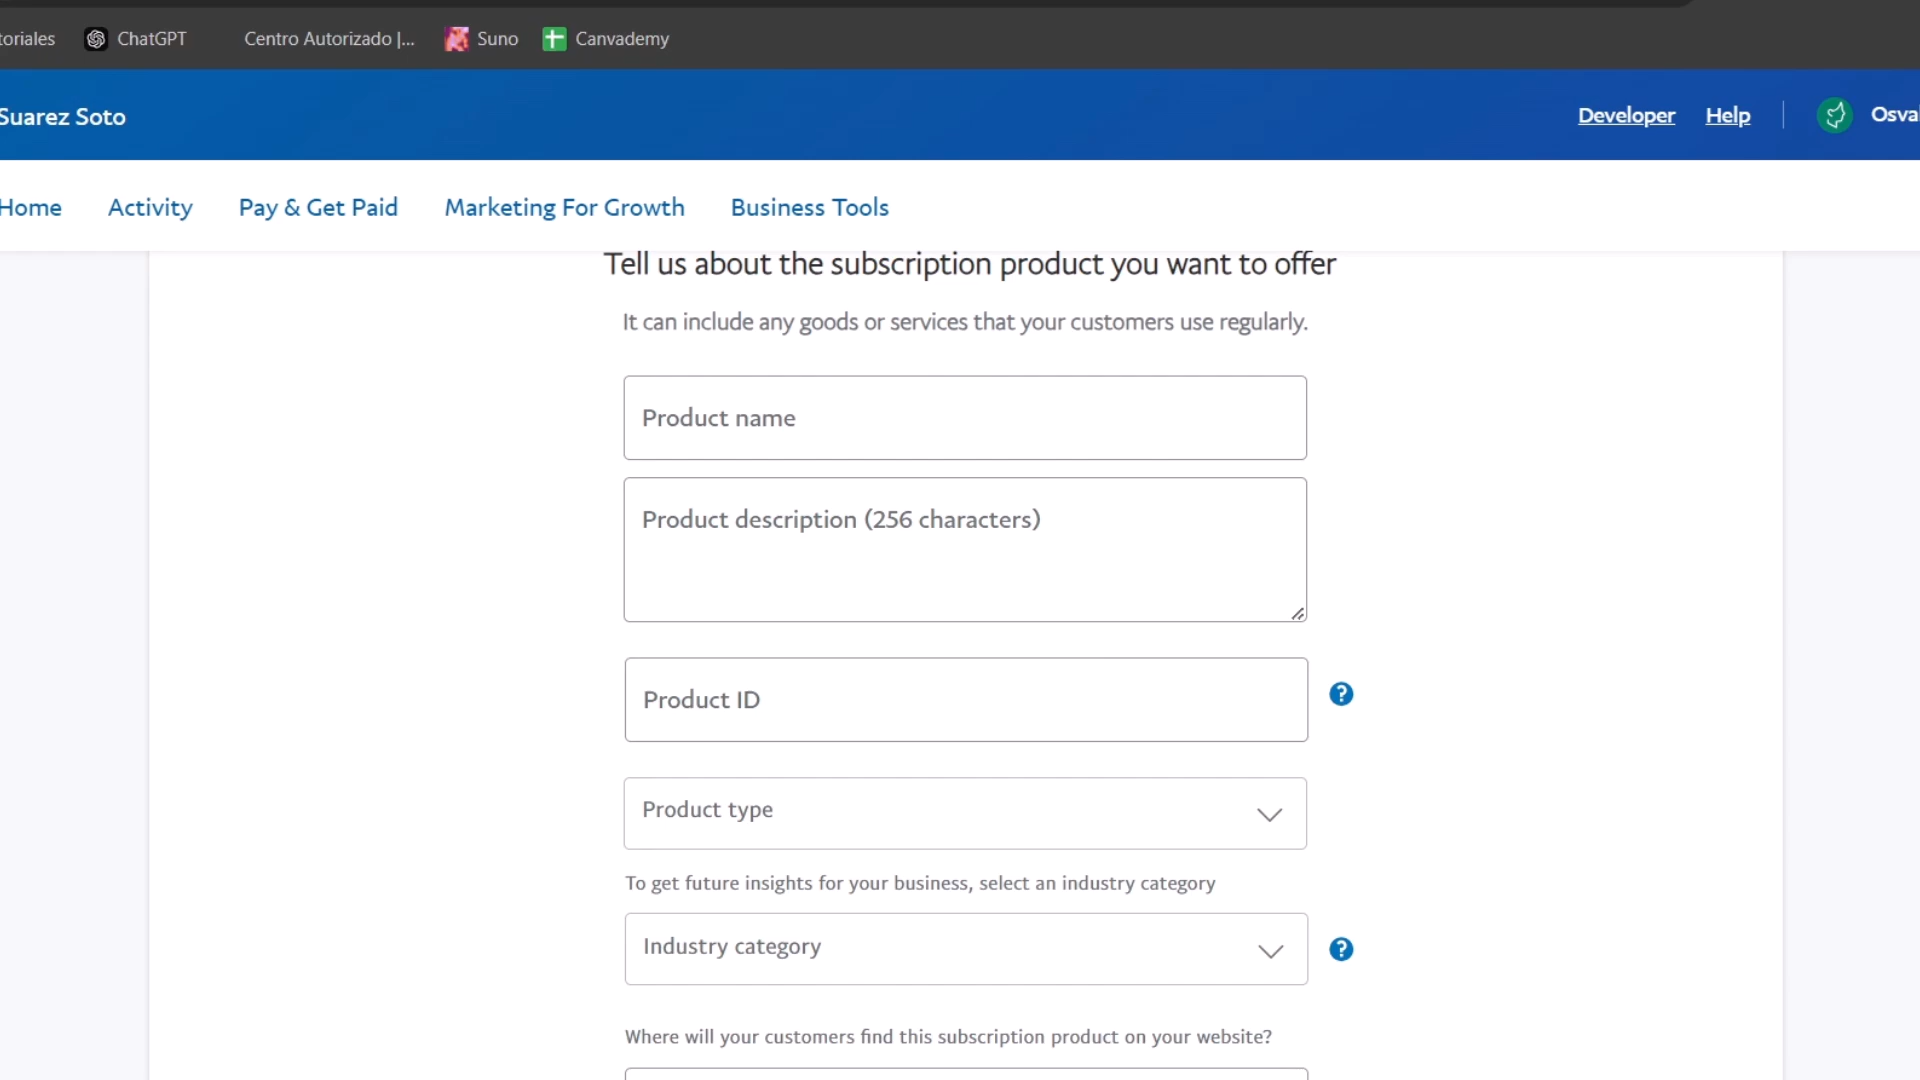 toriales ChatGPT Centro Autorizado |... Suno Canvademy
Suarez Soto Developer Help Osval
Home Activity Pay & Get Paid Marketing For Growth Business Tools
Tell us about the subscription product you want to offer
It can include any goods or services that your customers use regularly.
Product name
Product description (256 characters)
Product ID
?
Product type
To get future insights for your business, select an industry category
Industry category
?
Where will your customers find this subscription product on your website?